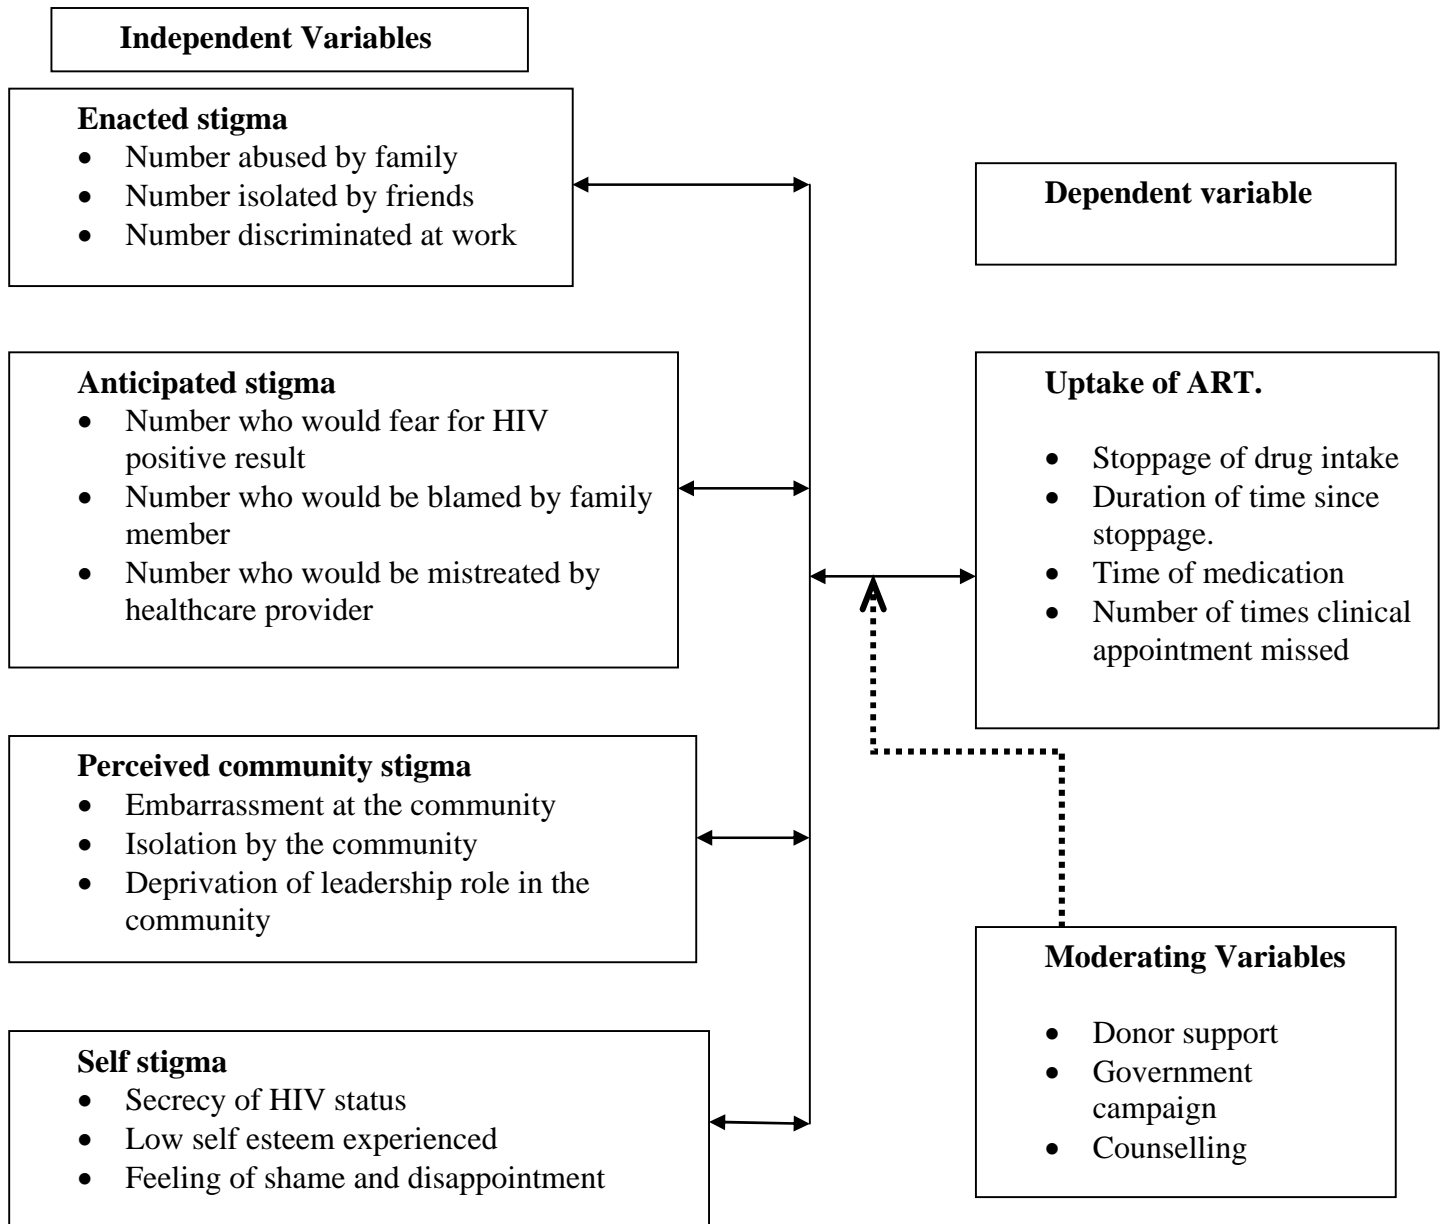 Independent Variables
Enacted stigma
• Number abused by family
• Number isolated by friends
• Number discriminated at work
Anticipated stigma
• Number who would fear for HIV
positive result
• Number who would be blamed by family
member
• Number who would be mistreated by
healthcare provider
Perceived community stigma
• Embarrassment at the community
• Isolation by the community
• Deprivation of leadership role in the
community
Self stigma
• Secrecy of HIV status
• Low self esteem experienced
• Feeling of shame and disappointment
Dependent variable
Uptake of ART.
• Stoppage of drug intake
• Duration of time since
stoppage.
• Time of medication
• Number of times clinical
appointment missed
Moderating Variables
• Donor support
• Government
campaign
• Counselling